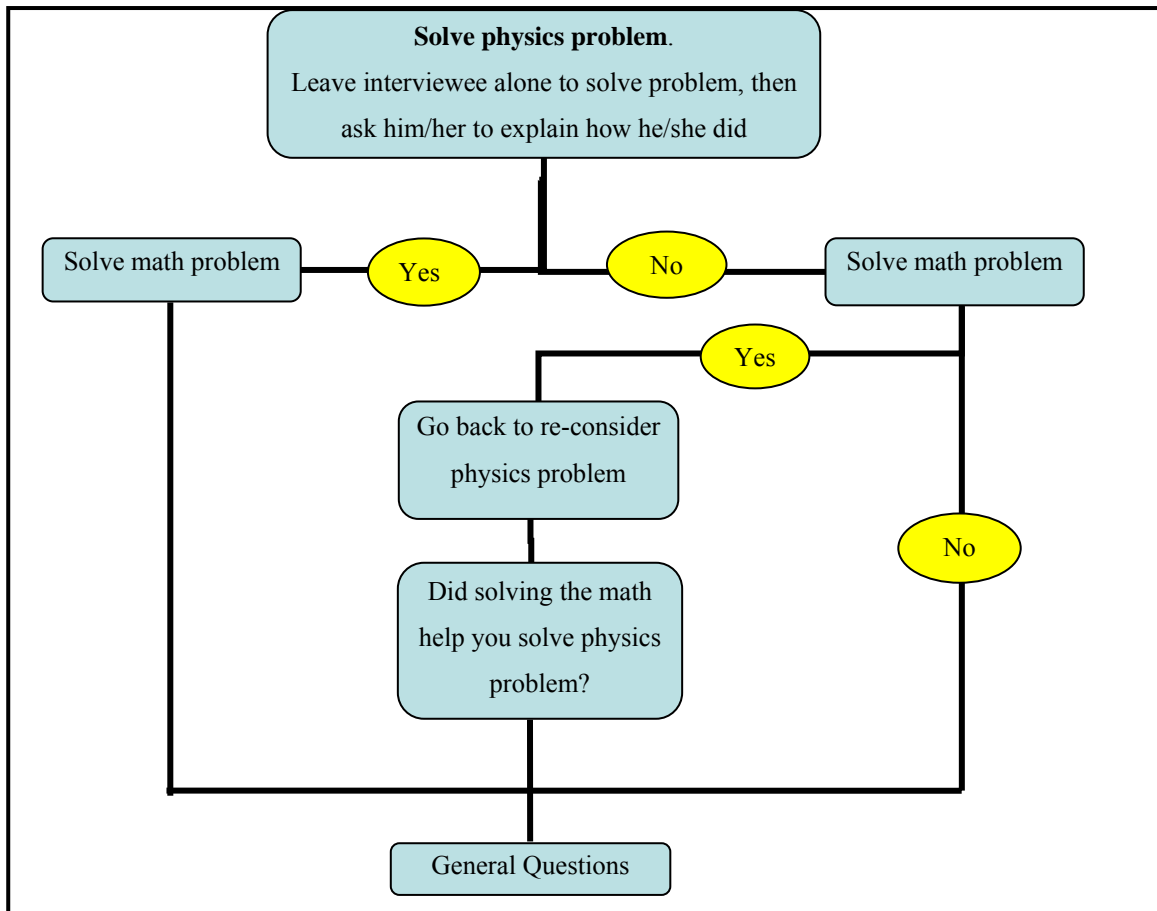 Solve physics problem.
Leave interviewee alone to solve problem, then
ask him/her to explain how he/she did
Solve math problem
Yes
No
Solve math problem
Yes
Go back to re-consider
physics problem
No
Did solving the math
help you solve physics
problem?
General Questions